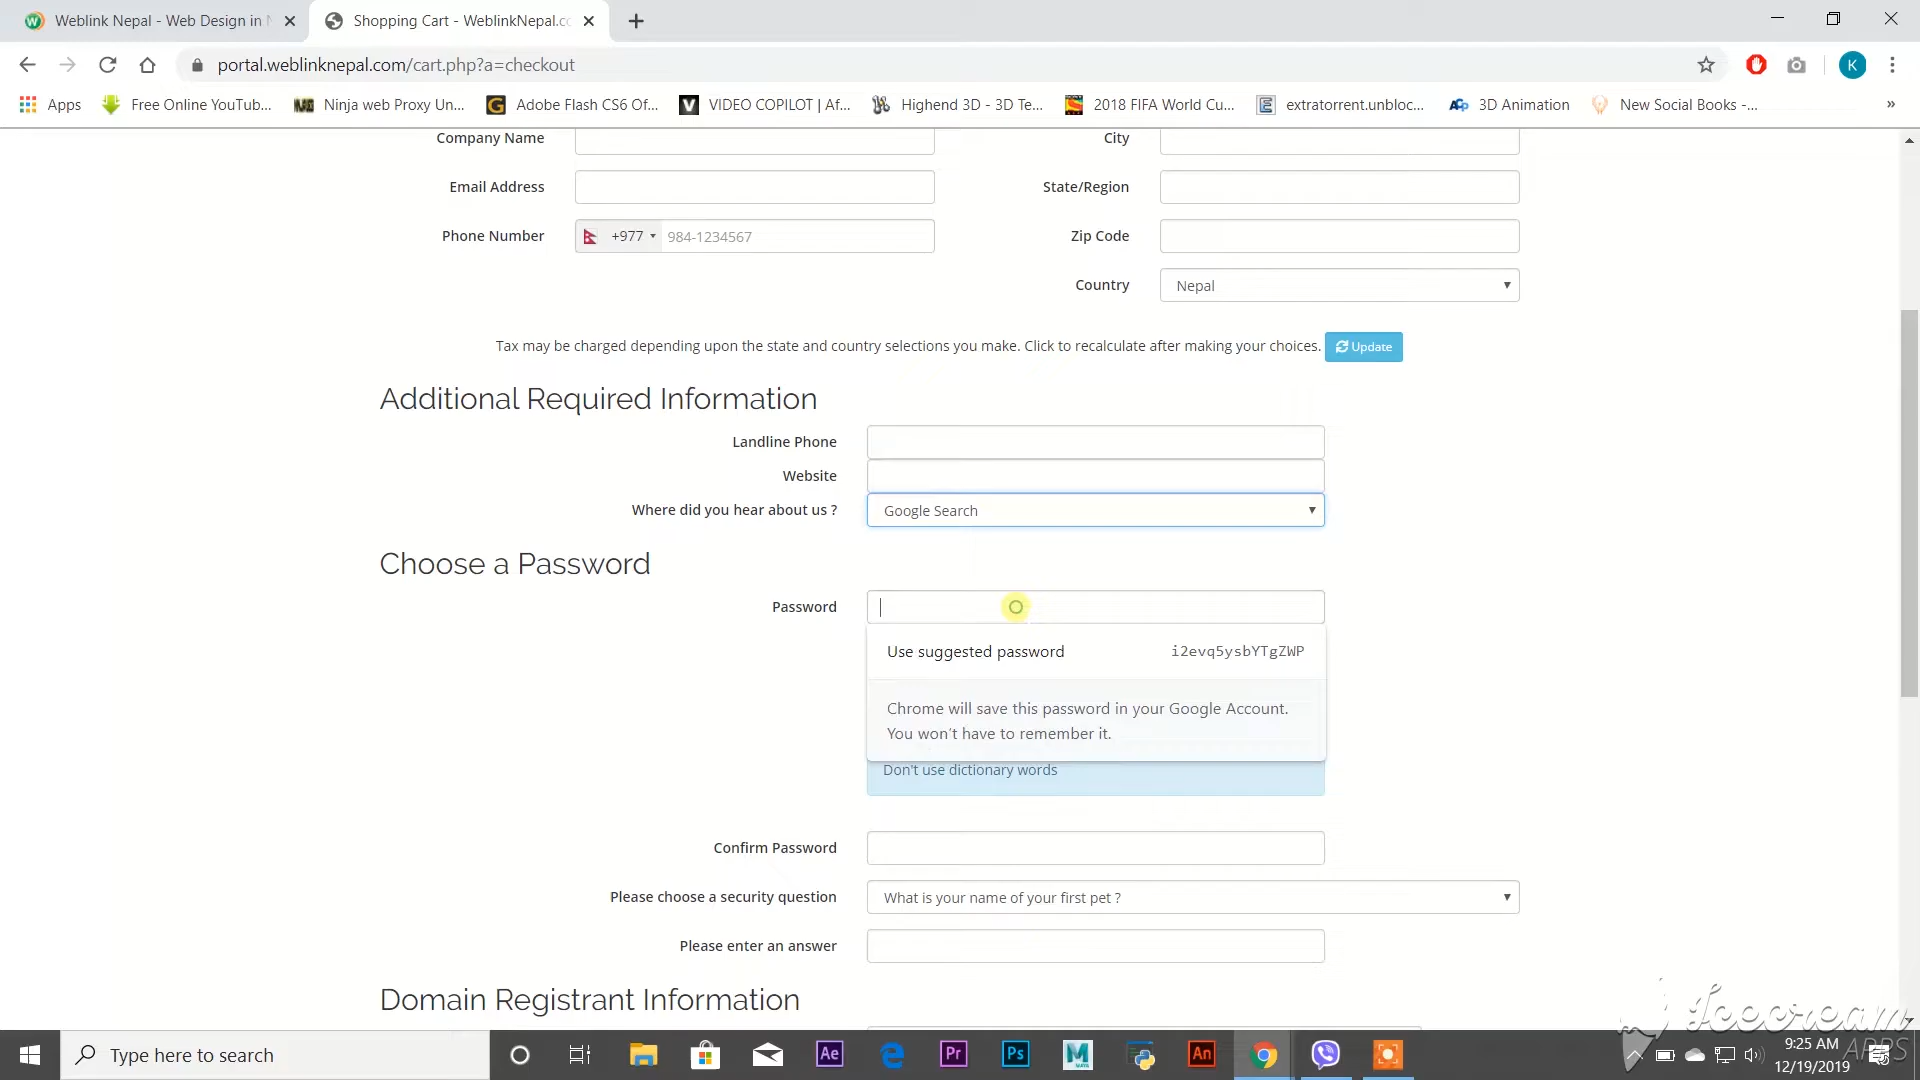 Weblink Nepal - Web Design in N
Shopping Cart - WeblinkNepal.co
portal.weblinknepal.com/cart.php?a=checkout
K
Apps
Free Online YouTub...
Ninja web Proxy Un...
Adobe Flash CS6 Of...
VIDEO COPILOT | Af...
Highend 3D - 3D Te...
2018 FIFA World Cu...
extratorrent.unbloc...
3D Animation
New Social Books -...
»
Company Name
City
Email Address
State/Region
Phone Number
+977
984-1234567
Zip Code
Country
Nepal
Tax may be charged depending upon the state and country selections you make. Click to recalculate after making your choices.
Update
Additional Required Information
Landline Phone
Website
Where did you hear about us ?
Google Search
Choose a Password
Password
Use suggested password
i2evq5ysbYTgZWP
Chrome will save this password in your Google Account.
You won't have to remember it.
Don't use dictionary words
Confirm Password
Please choose a security question
What is your name of your first pet ?
Please enter an answer
Domain Registrant Information
Icecream
APPS
Type here to search
Ae
Pr
Ps
M
An
9:25 AM
12/19/2019